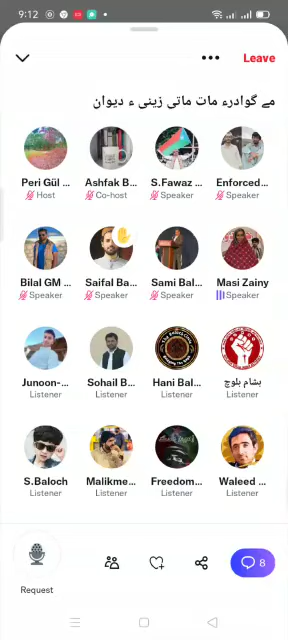 9:12
Leave
مے گوادرء مات ماتی زینی ء دیوان
Peri Gül ...
Host
Ashfak B...
Co-host
S.Fawaz ...
Speaker
Enforced...
Speaker
Bilal GM ...
Speaker
Saifal Ba...
Speaker
Sami Bal...
Speaker
Masi Zainy
Speaker
Junoon-...
Listener
Sohail B...
Listener
Hani Bal...
Listener
بشام بلوچ
Listener
S.Baloch
Listener
Malikme...
Listener
Freedom...
Listener
Waleed ...
Listener
8
Request